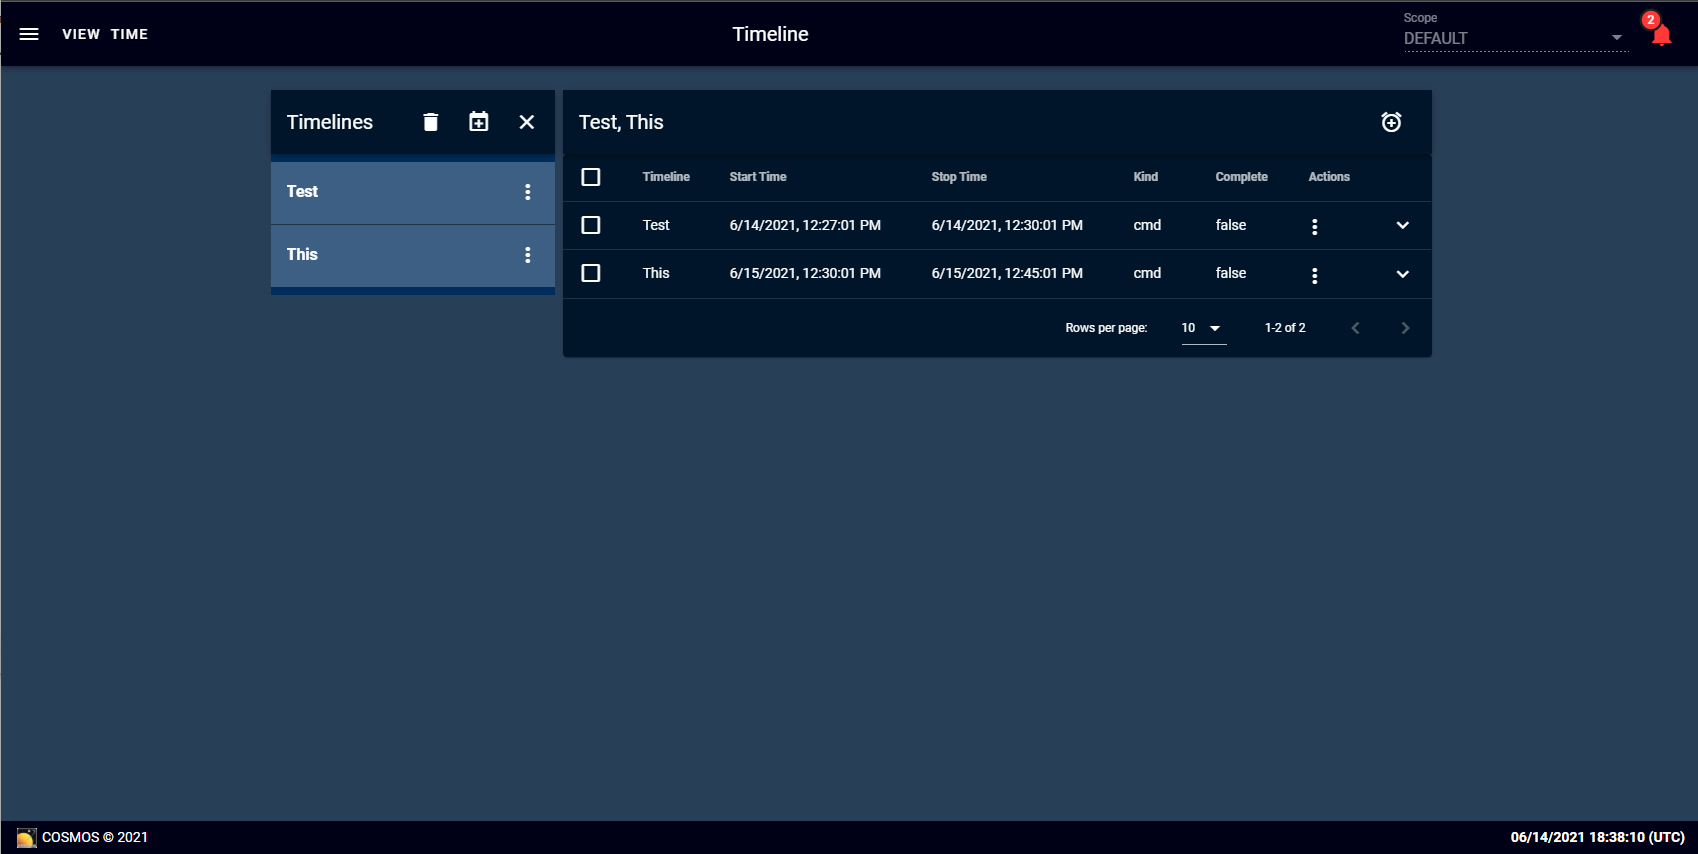 VIEW TIME
Timeline
Scope
DEFAULT
2
Timelines
Test
This
Test, This
Timeline Start Time Stop Time Kind Complete Actions
Test 6/14/2021, 12:27:01 PM 6/14/2021, 12:30:01 PM cmd false
This 6/15/2021, 12:30:01 PM 6/15/2021, 12:45:01 PM cmd false
Rows per page: 10 1-2 of 2
COSMOS © 2021
06/14/2021 18:38:10 (UTC)